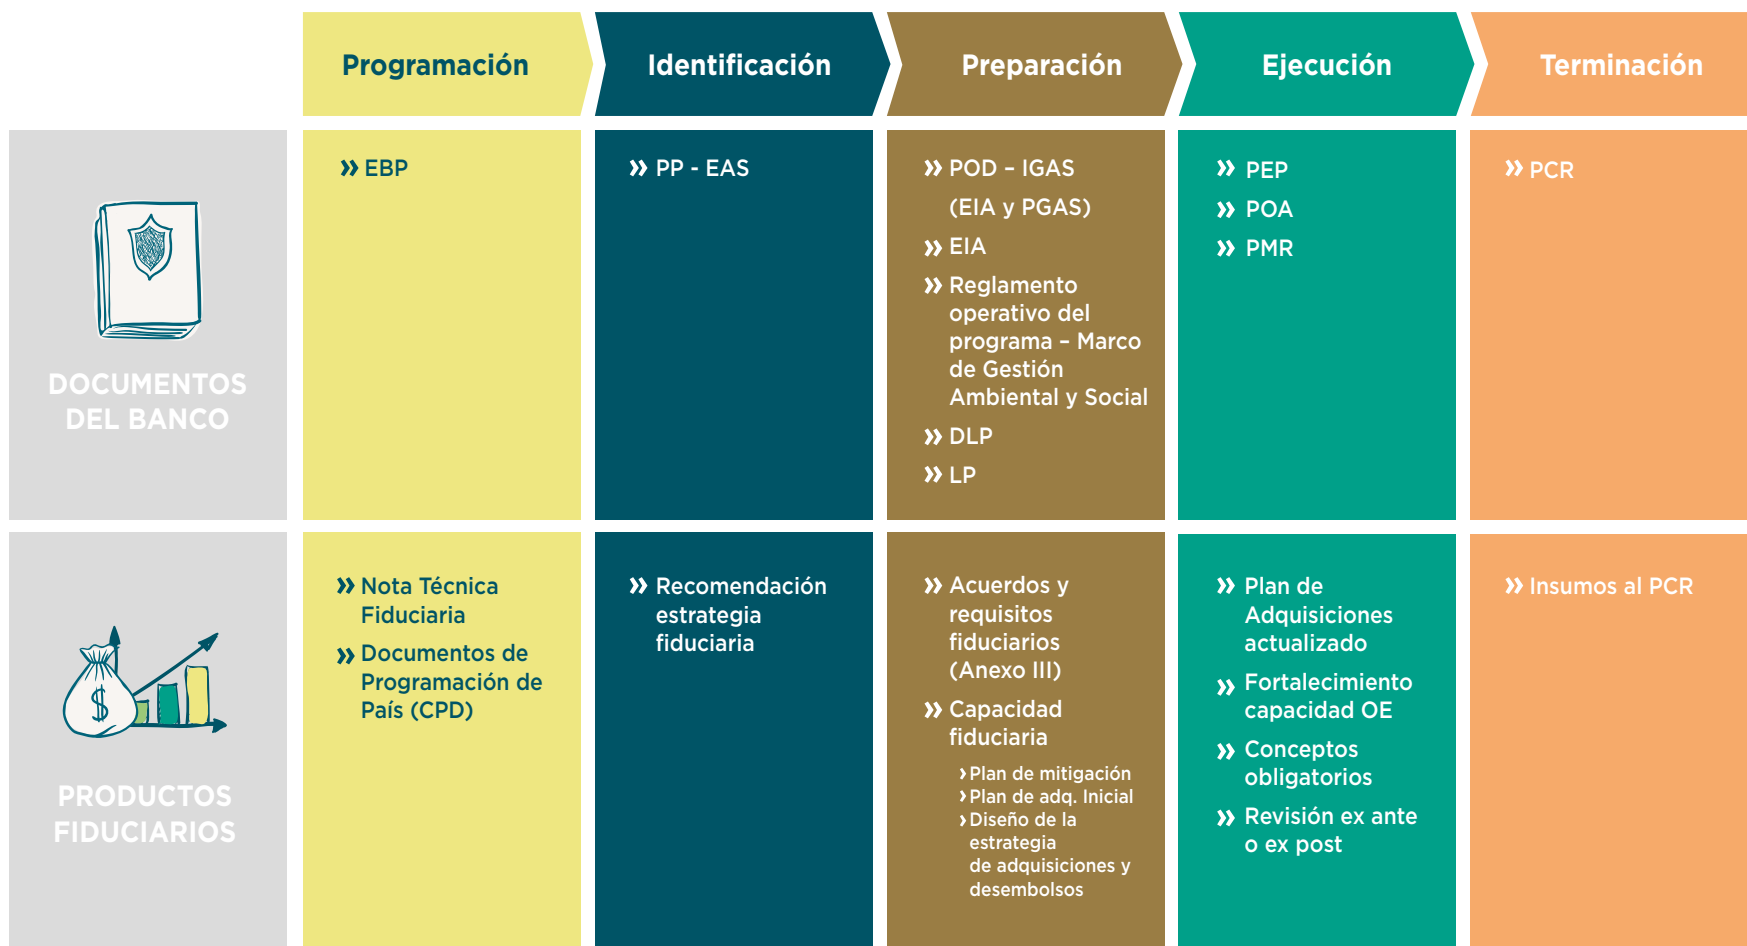 Programación
Identificación
Preparación
Ejecución
Terminación
DOCUMENTOS
DEL BANCO
» EBP
» PP - EAS
» POD – IGAS
(EIA y PGAS)
» EIA
» Reglamento
operativo del
programa – Marco
de Gestión
Ambiental y Social
» DLP
» LP
» PEP
» POA
» PMR
» PCR
$
PRODUCTOS
FIDUCIARIOS
» Nota Técnica
Fiduciaria
» Documentos de
Programación de
País (CPD)
» Recomendación
estrategia
fiduciaria
» Acuerdos y
requisitos
fiduciarios
(Anexo III)
» Capacidad
fiduciaria
› Plan de mitigación
› Plan de adq. Inicial
› Diseño de la
estrategia
de adquisiciones y
desembolsos
» Plan de
Adquisiciones
actualizado
» Fortalecimiento
capacidad OE
» Conceptos
obligatorios
» Revisión ex ante
o ex post
» Insumos al PCR